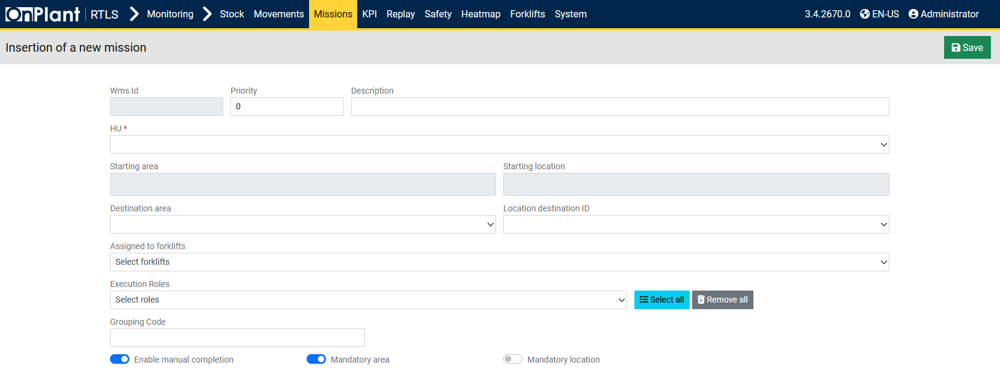 OnPlant RTLS Monitoring Stock Movements Missions KPI Replay Safety Heatmap Forklifts System 3.4.2670.0 EN-US Administrator
Insertion of a new mission Save
Wms Id Priority Description
0
HU *
Starting area Starting location
Destination area Location destination ID
Assigned to forklifts
Select forklifts
Execution Roles
Select roles Select all Remove all
Grouping Code
Enable manual completion Mandatory area Mandatory location